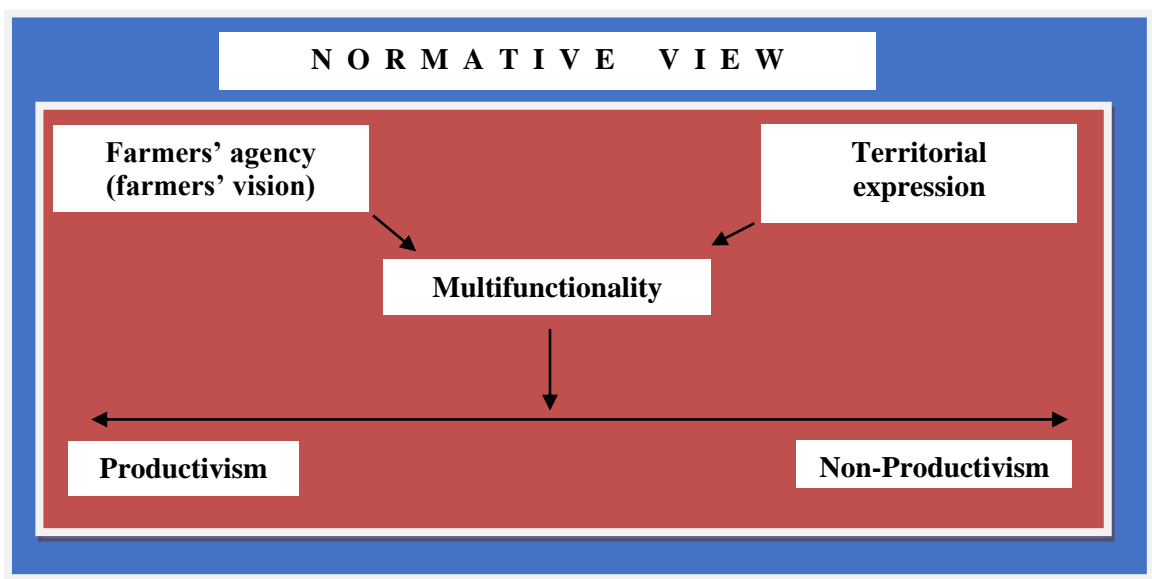 N O R M A T I V E   V I E W
Farmers’ agency
(farmers’ vision)
Territorial
expression
Multifunctionality
Productivism
Non-Productivism